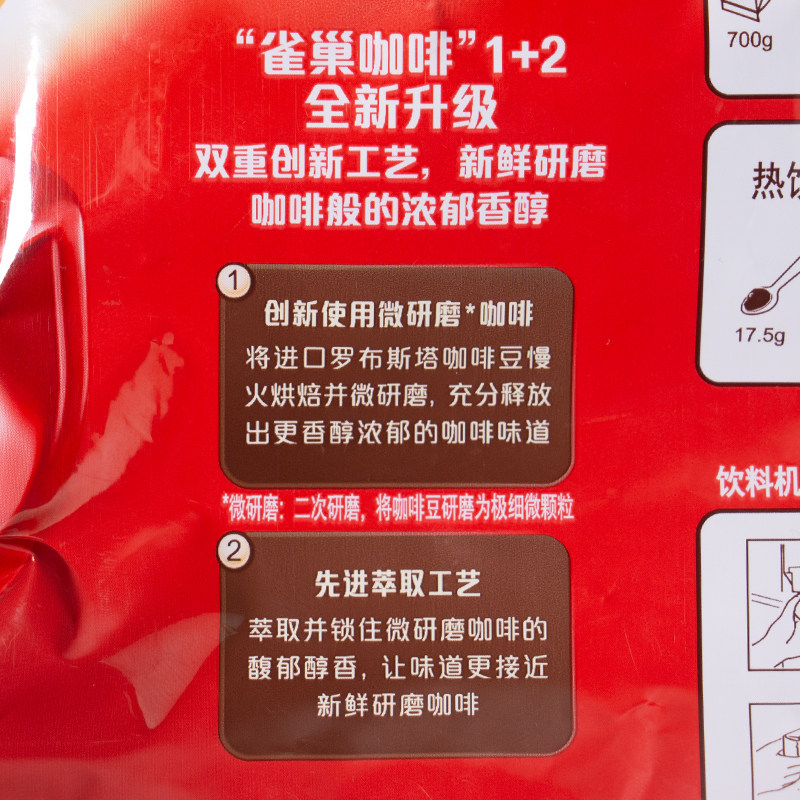 “雀巢咖啡”1+2
全新升级
双重创新工艺，新鲜研磨
咖啡般的浓郁香醇
1
创新使用微研磨*咖啡
将进口罗布斯塔咖啡豆慢
火烘焙并微研磨，充分释放
出更香醇浓郁的咖啡味道
*微研磨：二次研磨，将咖啡豆研磨为极细微颗粒
2
先进萃取工艺
萃取并锁住微研磨咖啡的
馥郁醇香，让味道更接近
新鲜研磨咖啡
700g
热饮
17.5g
饮料机